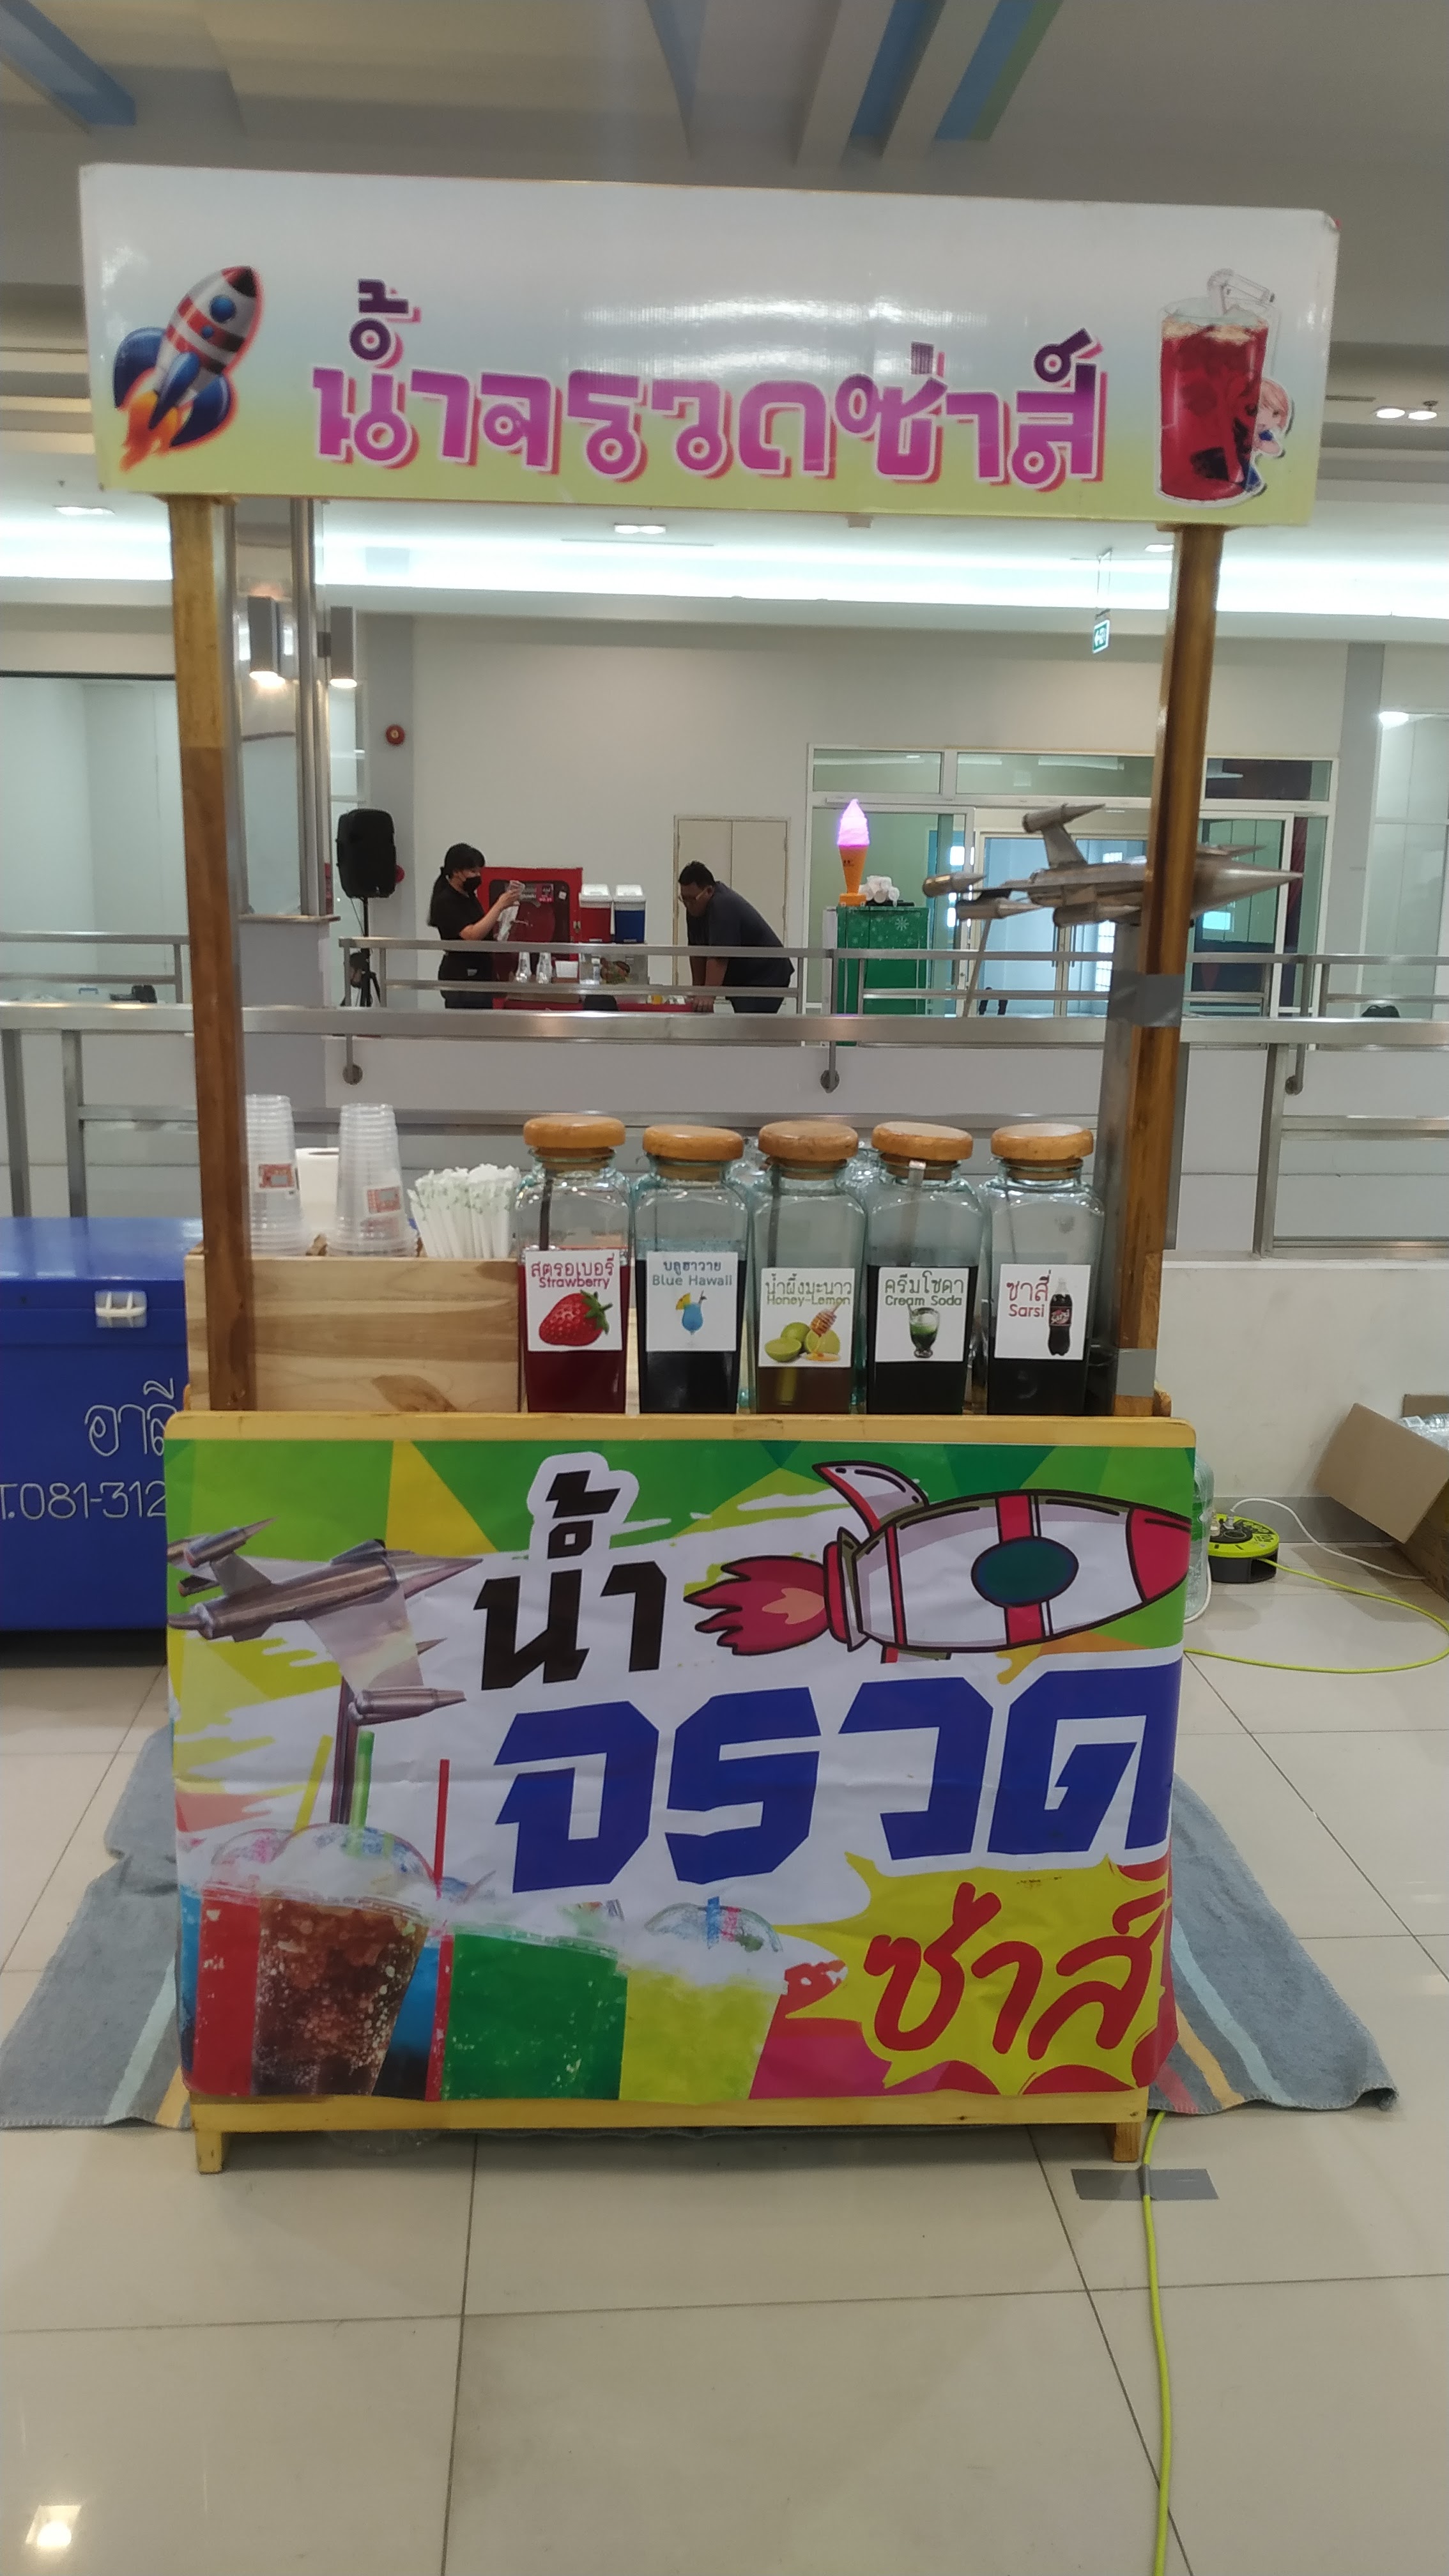 น้ำจรวดซ่าส์
สตรอเบอรี่
Strawberry
บลูฮาวาย
Blue Hawaii
น้ำผึ้งมะนาว
Honey-Lemon
ครีมโซดา
Cream Soda
ซาสี่
Sarsi
T.081-312
น้ำ
จรวด
ซ่าส์